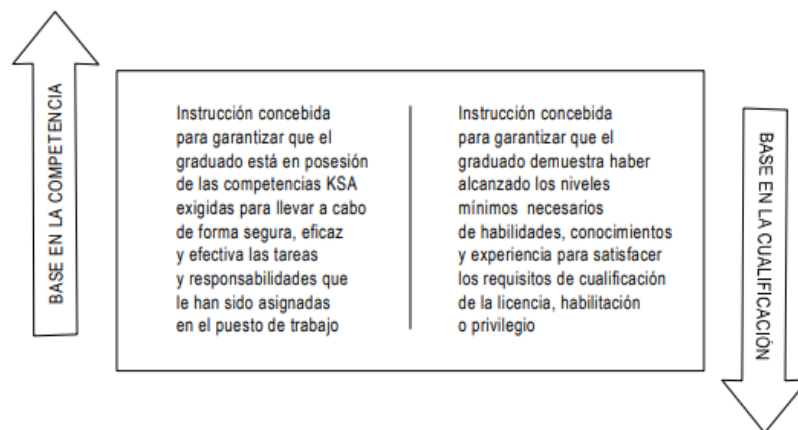 BASE EN LA COMPETENCIA
Instrucción concebida
para garantizar que el
graduado está en posesión
de las competencias KSA
exigidas para llevar a cabo
de forma segura, eficaz
y efectiva las tareas
y responsabilidades que
le han sido asignadas
en el puesto de trabajo
Instrucción concebida
para garantizar que el
graduado demuestra haber
alcanzado los niveles
mínimos necesarios
de habilidades, conocimientos
y experiencia para satisfacer
los requisitos de cualificación
de la licencia, habilitación
o privilegio
BASE EN LA CUALIFICACIÓN